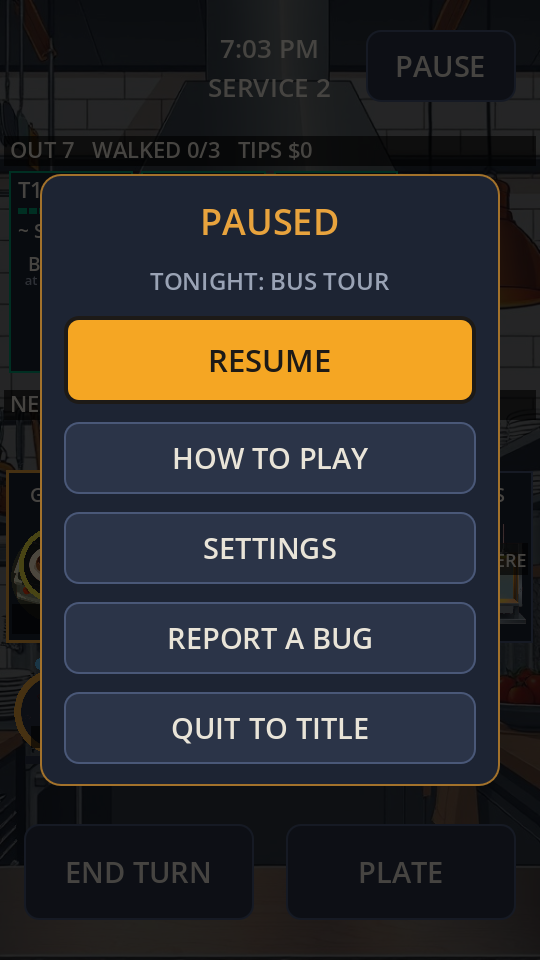 7:03 PM
SERVICE 2
PAUSE
OUT 7 WALKED 0/3 TIPS $0
T1
PAUSED
TONIGHT: BUS TOUR
RESUME
HOW TO PLAY
SETTINGS
REPORT A BUG
QUIT TO TITLE
END TURN
PLATE